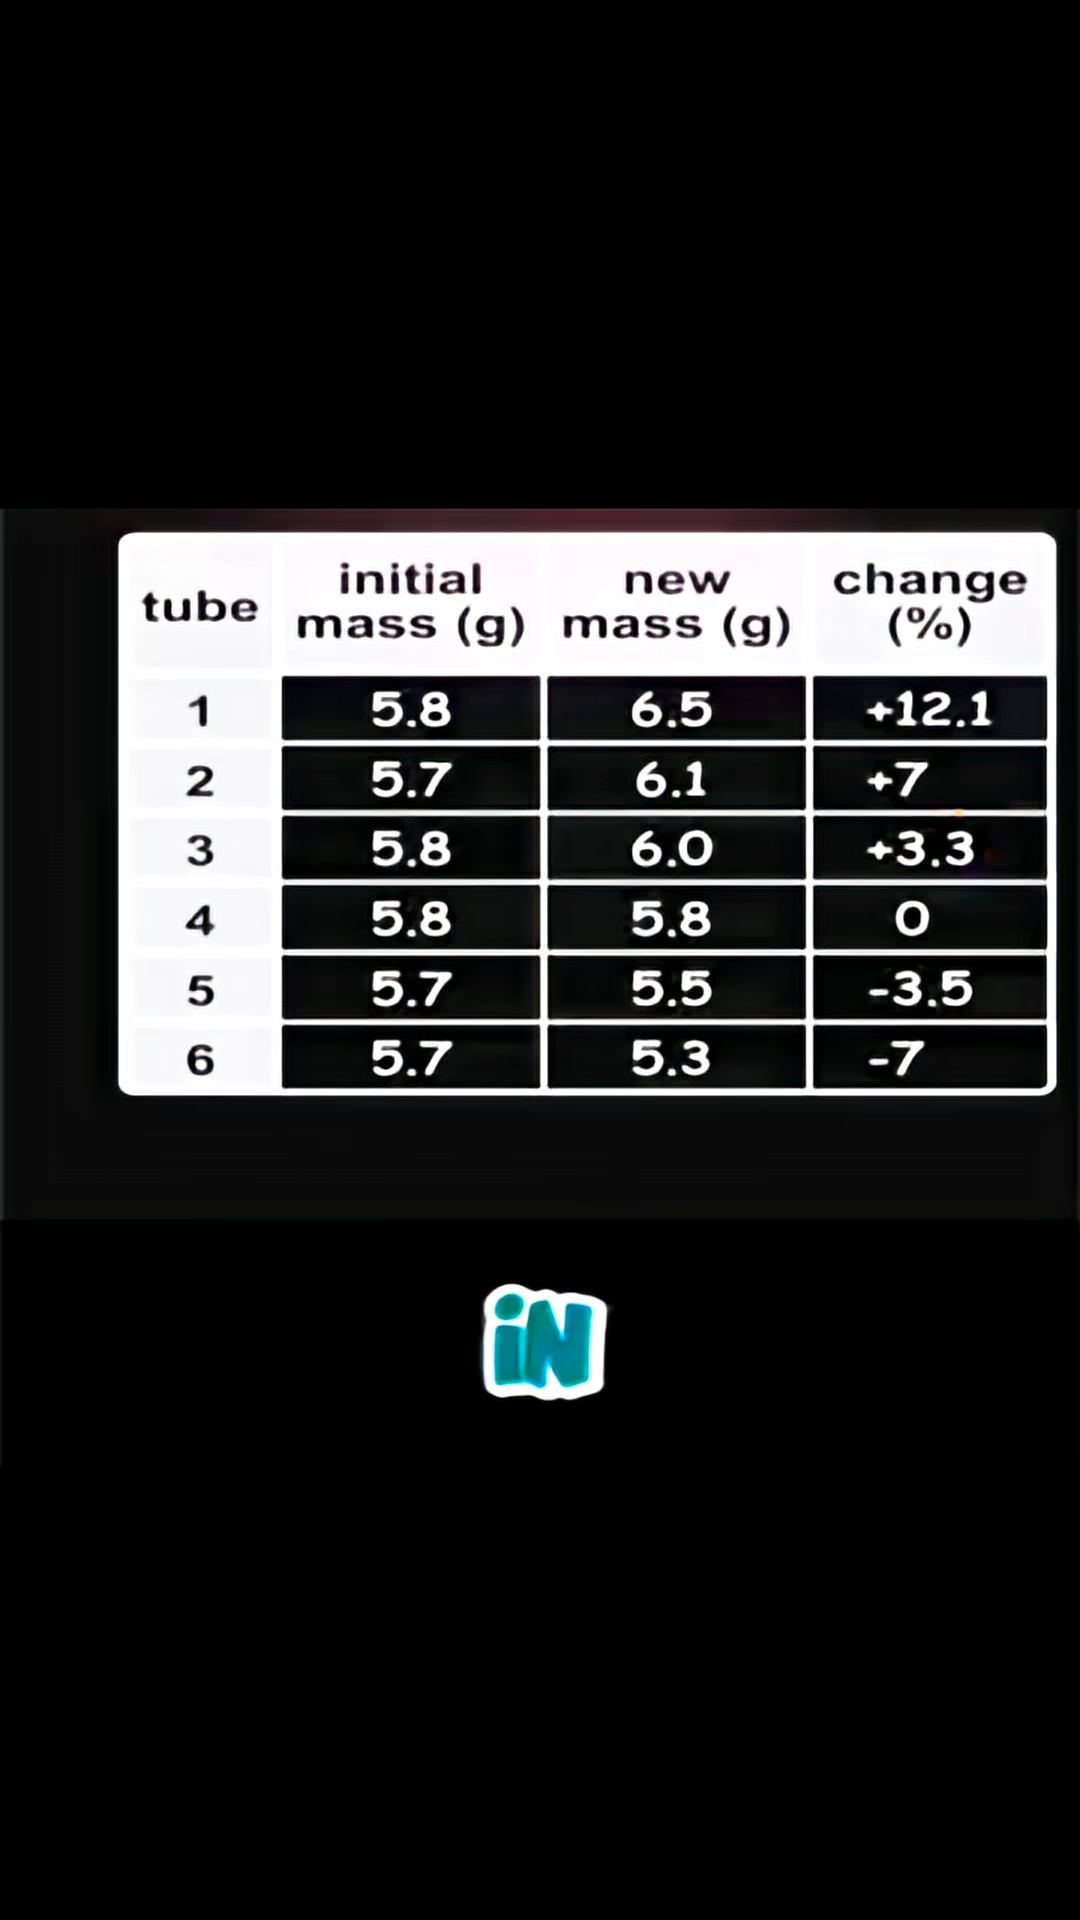 tube initial mass (g) new mass (g) change (%)
1 5.8 6.5 +12.1
2 5.7 6.1 +7
3 5.8 6.0 +3.3
4 5.8 5.8 0
5 5.7 5.5 -3.5
6 5.7 5.3 -7
iN